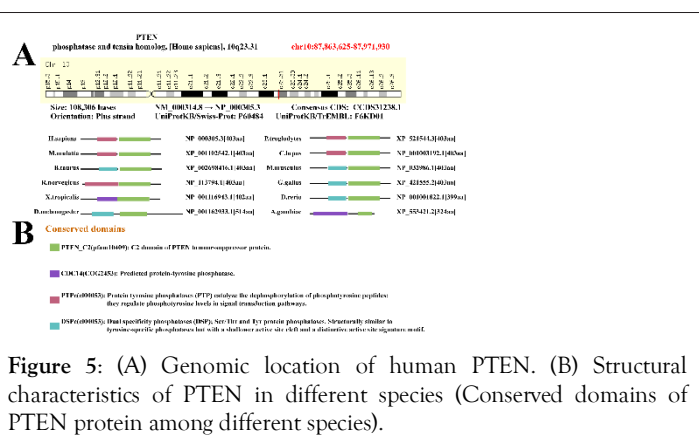 PTEN
A
phosphatase and tensin homolog, [Homo sapiens], 10q23.31
chr10:87,863,625-87,971,930
Chr 10
Size: 108,306 bases
NM_000314.8 → NP_000305.3
Consensus CDS: CCDS31238.1
Orientation: Plus strand
UniProtKB/Swiss-Prot: P60484
UniProtKB/TrEMBL: F6KD01
H.sapiens NP_000305.3[403aa]
P.troglodytes XP_521544.3[403aa]
M.mulatta NP_001102542.1[403aa]
C.lupus NP_001003192.1[403aa]
B.taurus XP_002698416.1[403aa]
M.musculus NP_032986.1[403aa]
R.norvegicus NP_113794.1[403aa]
G.gallus XP_421555.2[403aa]
X.tropicalis NP_001116943.1[402aa]
D.rerio NP_001001822.1[399aa]
D.melanogaster NP_001162933.1[514aa]
A.gambiae XP_553421.2[324aa]
B
Conserved domains
PTEN_C2(pfam10409): C2 domain of PTEN tumour-suppressor protein.
CDC14(COG2453): Predicted protein-tyrosine phosphatase.
PTPc(cl00053): Protein tyrosine phosphatases (PTP) catalyze the dephosphorylation of phosphotyrosine peptides;
they regulate phosphotyrosine levels in signal transduction pathways.
DSPc(cl00053): Dual specificity phosphatases (DSP); Ser/Thr and Tyr protein phosphatases. Structurally similar to
tyrosine-specific phosphatases but with a shallower active site cleft and a distinctive active site signature motif.
Figure 5: (A) Genomic location of human PTEN. (B) Structural
characteristics of PTEN in different species (Conserved domains of
PTEN protein among different species).